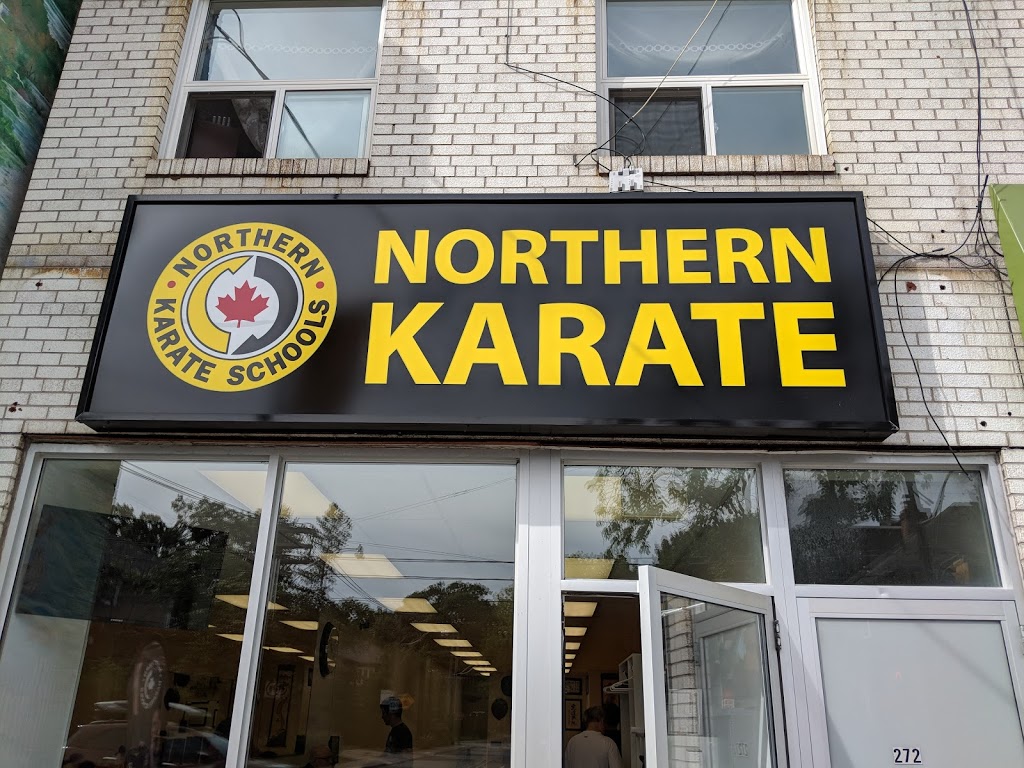 NORTHERN
KARATE SCHOOLS
NORTHERN
KARATE
272